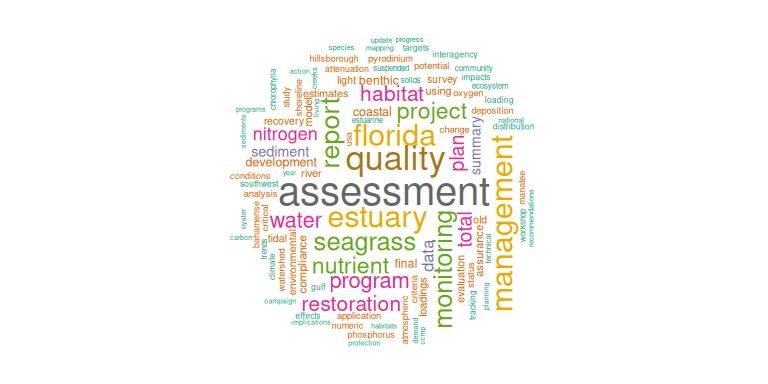 update progress
species mapping targets
hillsborough pyrodinium interagency
action attenuation suspended potential community
chlorophylla creeks light benthic solids survey impacts
study shoreline estimates habitat using oxygen ecosystem
living model coastal project loading
programs recovery estuarine deposition
sediments nitrogen report usa florida change plan summary national
distribution
sediment quality
development
conditions year river
southwest assessment management manatee
analysis
oyster bahamense critical water estuary monitoring total old workshop recommendations
carbon tidal seagrass data assurance technical
trends environmental compliance
climate watershed nutrient final evaluation status
gulf program criteria loadings tracking planning
campaign restoration atmospheric
effects application
implications numeric habitats demand ccmp
phosphorus
protection